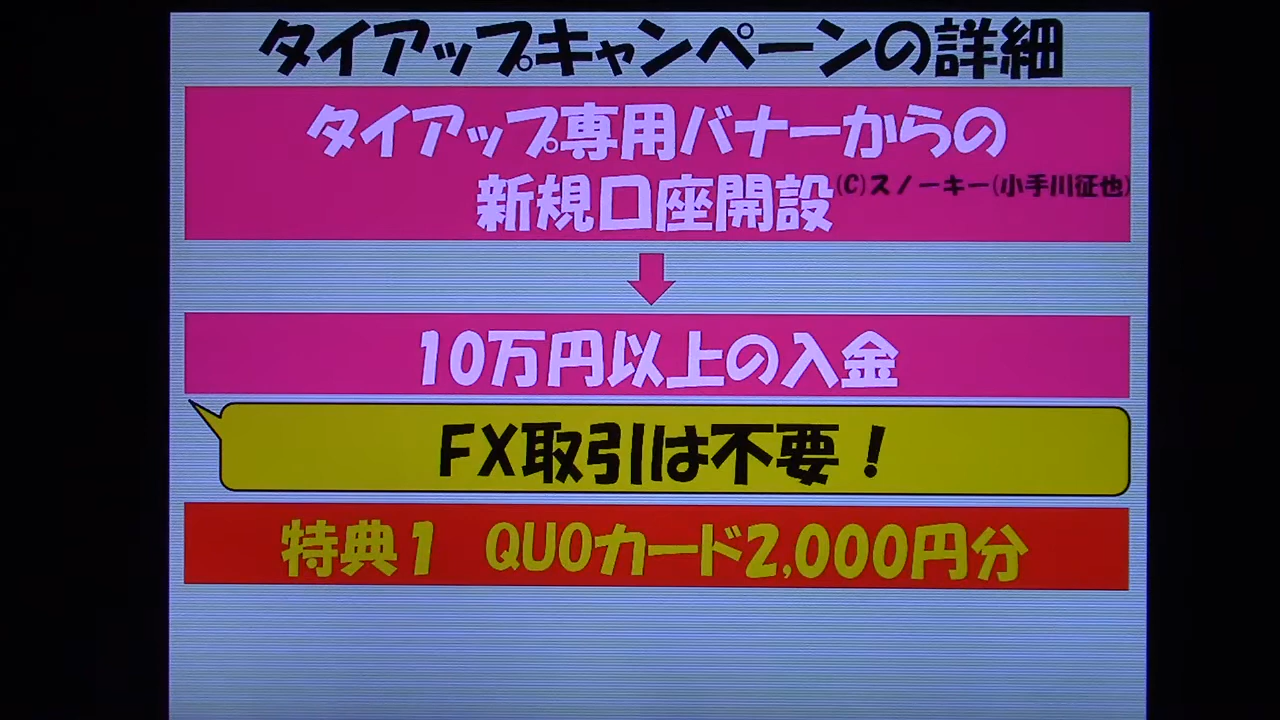 タイアップキャンペーンの詳細
タイアップ専用バナーからの
新規口座開設
(C)スノーキー(小手川征也)
10万円以上の入金
FX取引は不要！
特典１　QUOカード2,000円分